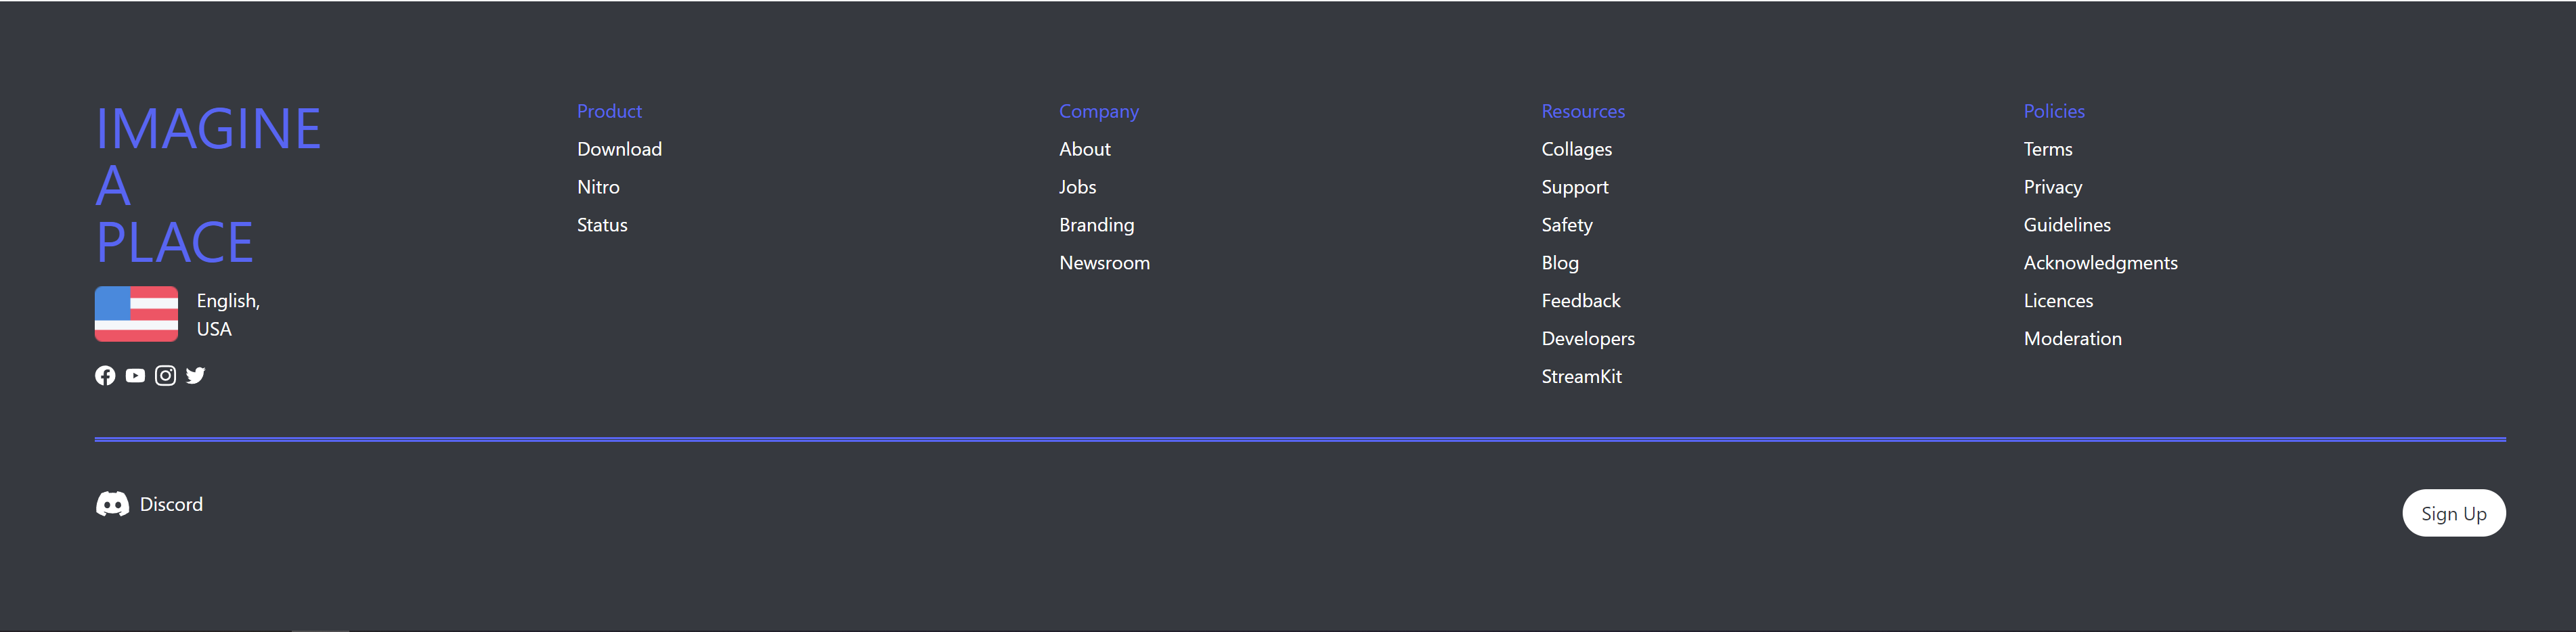 IMAGINE
A
PLACE
English,
USA
Product
Download
Nitro
Status
Company
About
Jobs
Branding
Newsroom
Resources
Collages
Support
Safety
Blog
Feedback
Developers
StreamKit
Policies
Terms
Privacy
Guidelines
Acknowledgments
Licences
Moderation
Discord
Sign Up